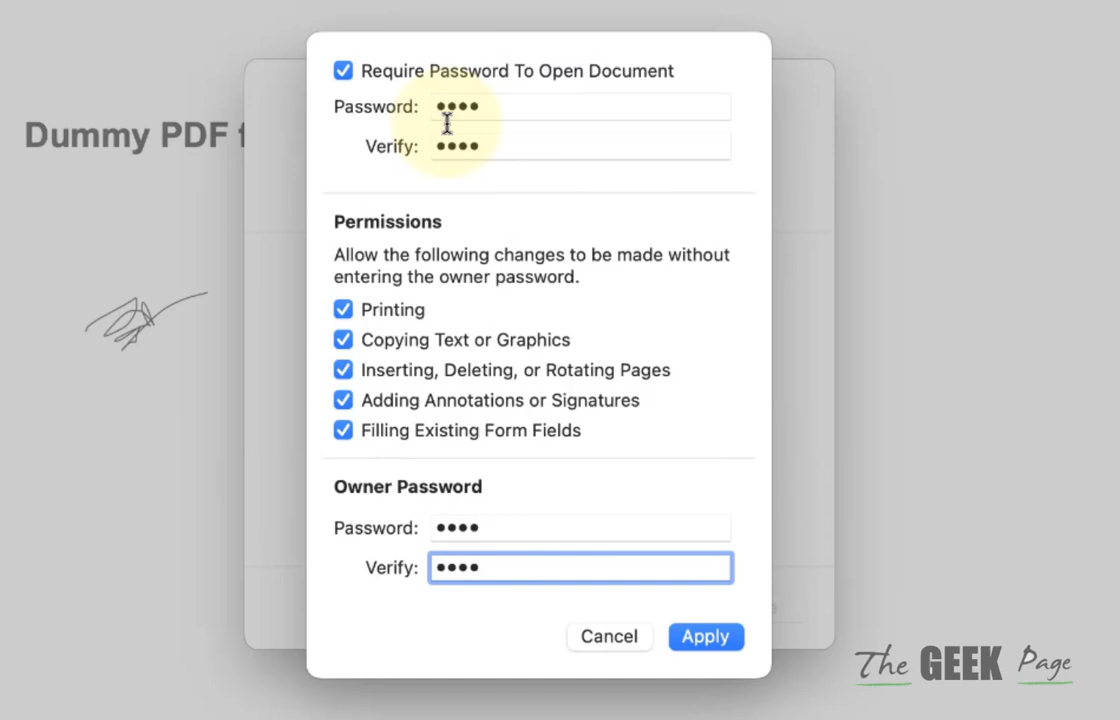 Require Password To Open Document
Password: ••••
Verify: ••••
Dummy PDF f
Permissions
Allow the following changes to be made without
entering the owner password.
Printing
Copying Text or Graphics
Inserting, Deleting, or Rotating Pages
Adding Annotations or Signatures
Filling Existing Form Fields
Owner Password
Password: ••••
Verify: ••••
Cancel Apply
The GEEK Page